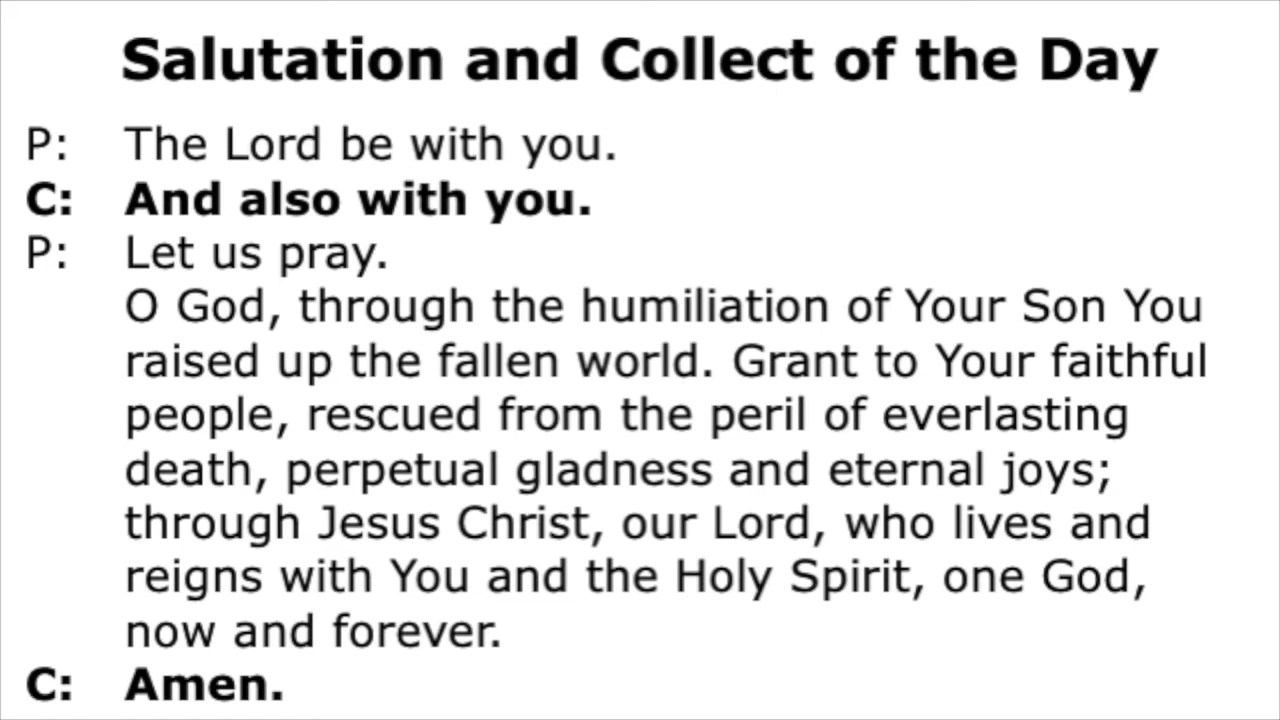 Salutation and Collect of the Day
P: The Lord be with you.
C: And also with you.
P: Let us pray.
O God, through the humiliation of Your Son You
raised up the fallen world. Grant to Your faithful
people, rescued from the peril of everlasting
death, perpetual gladness and eternal joys;
through Jesus Christ, our Lord, who lives and
reigns with You and the Holy Spirit, one God,
now and forever.
C: Amen.